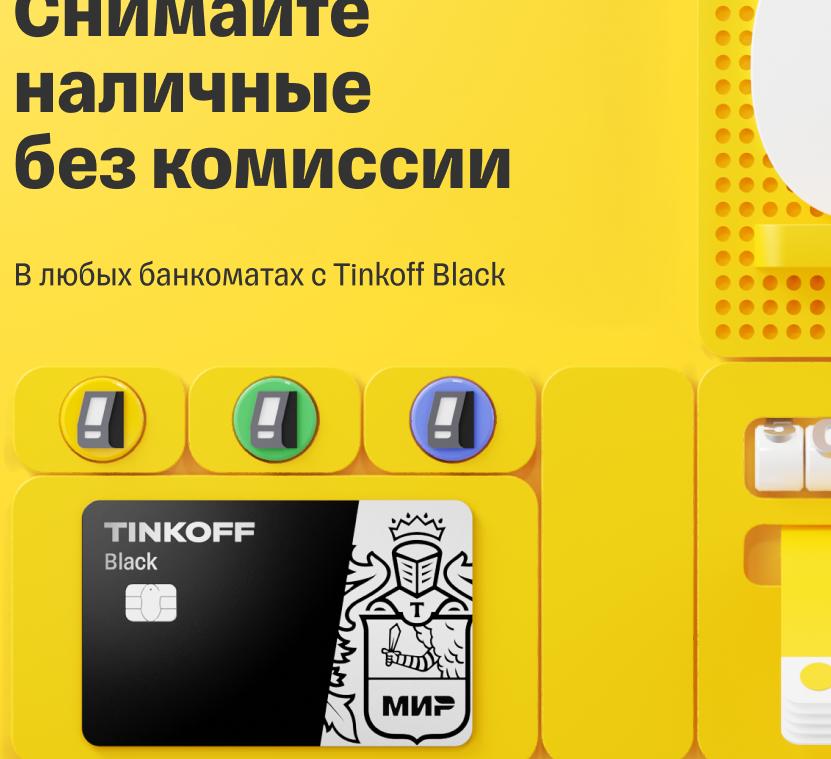 Снимайте
наличные
без комиссии
В любых банкоматах с Tinkoff Black
TINKOFF
Black
Т
МИР